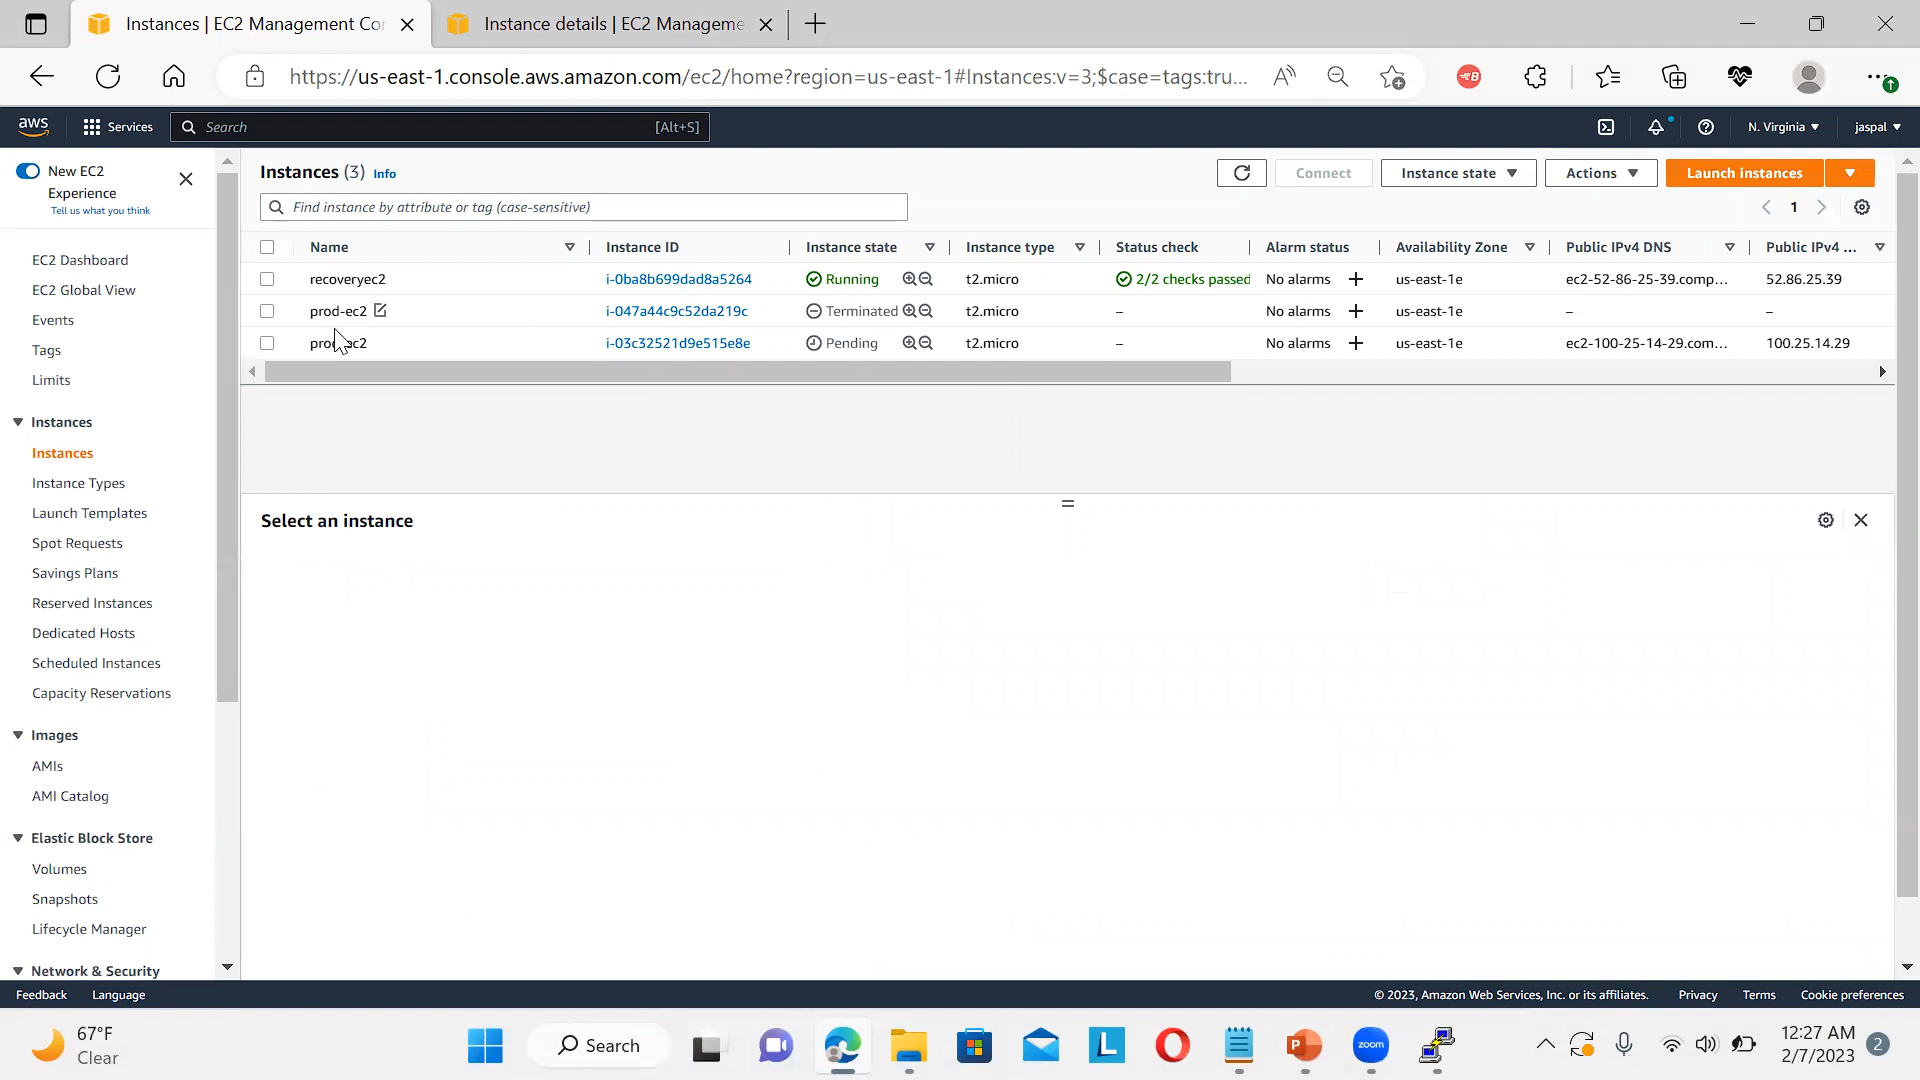 Instances | EC2 Management Co
Instance details | EC2 Manageme
https://us-east-1.console.aws.amazon.com/ec2/home?region=us-east-1#Instances:v=3;$case=tags:tru...
aws
Services
Search
[Alt+S]
N. Virginia
jaspal
New EC2
Experience
Tell us what you think
EC2 Dashboard
EC2 Global View
Events
Tags
Limits
Instances
Instances
Instance Types
Launch Templates
Spot Requests
Savings Plans
Reserved Instances
Dedicated Hosts
Scheduled Instances
Capacity Reservations
Images
AMIs
AMI Catalog
Elastic Block Store
Volumes
Snapshots
Lifecycle Manager
Network & Security
Instances (3) Info
Connect
Instance state
Actions
Launch instances
Find instance by attribute or tag (case-sensitive)
1
Name Instance ID Instance state Instance type Status check Alarm status Availability Zone Public IPv4 DNS Public IPv4 ...
recoveryec2 i-0ba8b699dad8a5264 Running t2.micro 2/2 checks passed No alarms + us-east-1e ec2-52-86-25-39.comp... 52.86.25.39
prod-ec2 i-047a44c9c52da219c Terminated t2.micro – No alarms + us-east-1e – –
i-03c32521d9e515e8e Pending t2.micro – No alarms + us-east-1e ec2-100-25-14-29.com... 100.25.14.29
Select an instance
Feedback
Language
© 2023, Amazon Web Services, Inc. or its affiliates.
Privacy
Terms
Cookie preferences
67°F
Clear
Search
zoom
12:27 AM
2/7/2023
2